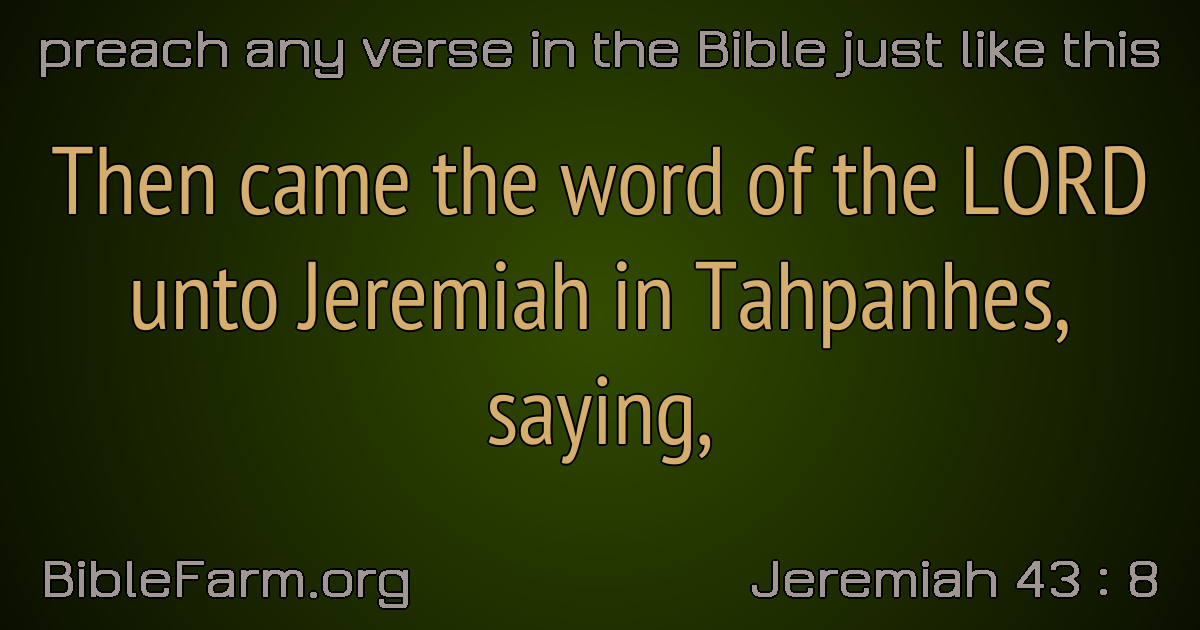 preach any verse in the Bible just like this
Then came the word of the LORD
unto Jeremiah in Tahpanhes,
saying,
BibleFarm.org
Jeremiah 43 : 8